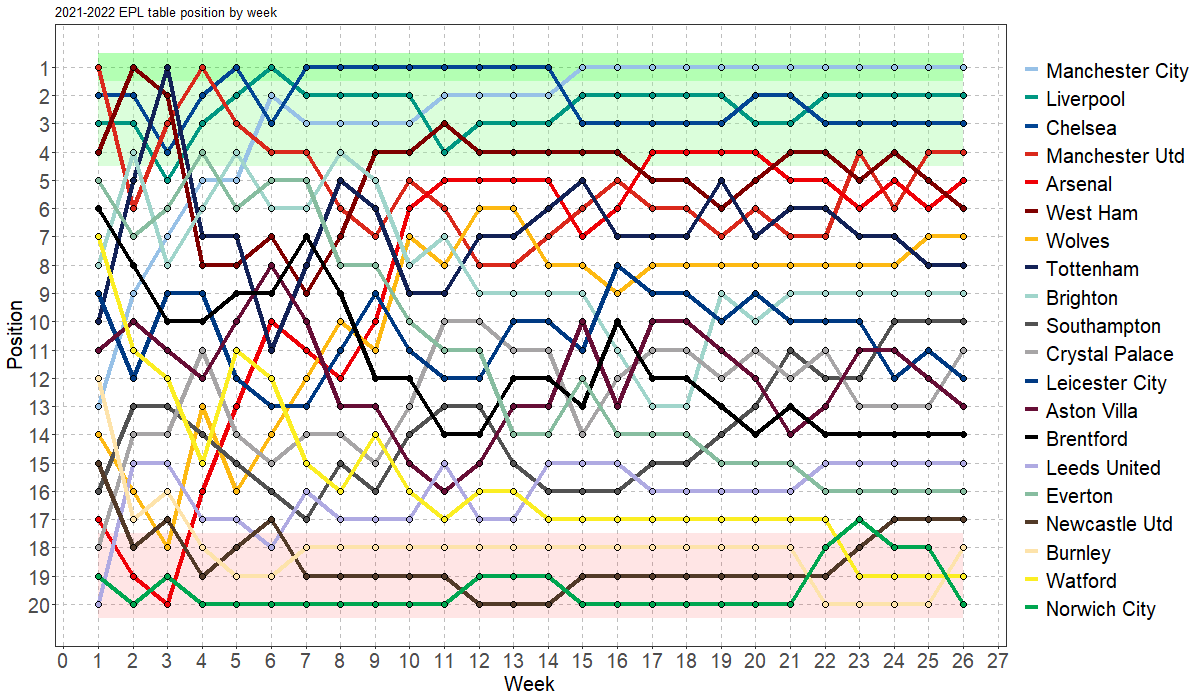 2021-2022 EPL table position by week
Position
1
2
3
4
5
6
7
8
9
10
11
12
13
14
15
16
17
18
19
20
0 1 2 3 4 5 6 7 8 9 10 11 12 13 14 15 16 17 18 19 20 21 22 23 24 25 26 27
Week
Manchester City
Liverpool
Chelsea
Manchester Utd
Arsenal
West Ham
Wolves
Tottenham
Brighton
Southampton
Crystal Palace
Leicester City
Aston Villa
Brentford
Leeds United
Everton
Newcastle Utd
Burnley
Watford
Norwich City